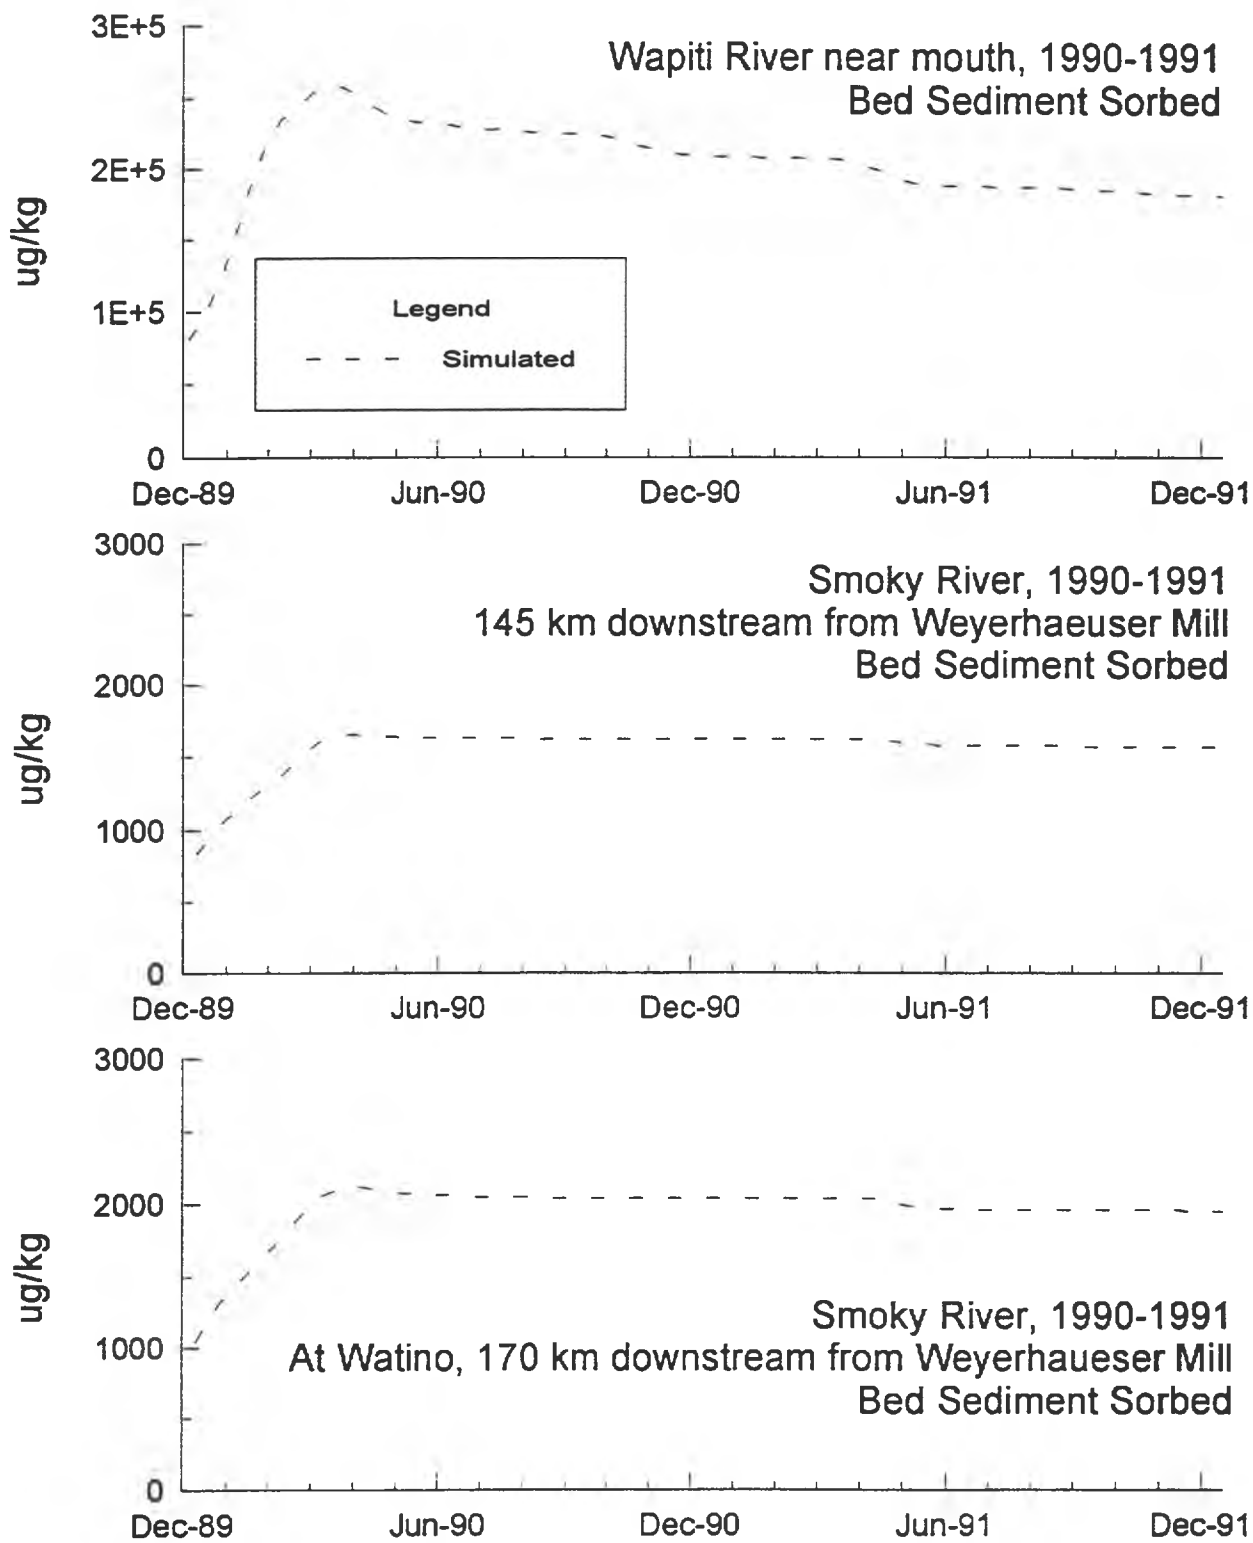 3E+5
Wapiti River near mouth, 1990-1991
Bed Sediment Sorbed
2E+5
ug/kg
1E+5
Legend
Simulated
0
Dec-89 Jun-90 Dec-90 Jun-91 Dec-91
3000
Smoky River, 1990-1991
145 km downstream from Weyerhaeuser Mill
Bed Sediment Sorbed
2000
ug/kg
1000
0
Dec-89 Jun-90 Dec-90 Jun-91 Dec-91
3000
2000
ug/kg
Smoky River, 1990-1991
1000
At Watino, 170 km downstream from Weyerhaueser Mill
Bed Sediment Sorbed
0
Dec-89 Jun-90 Dec-90 Jun-91 Dec-91